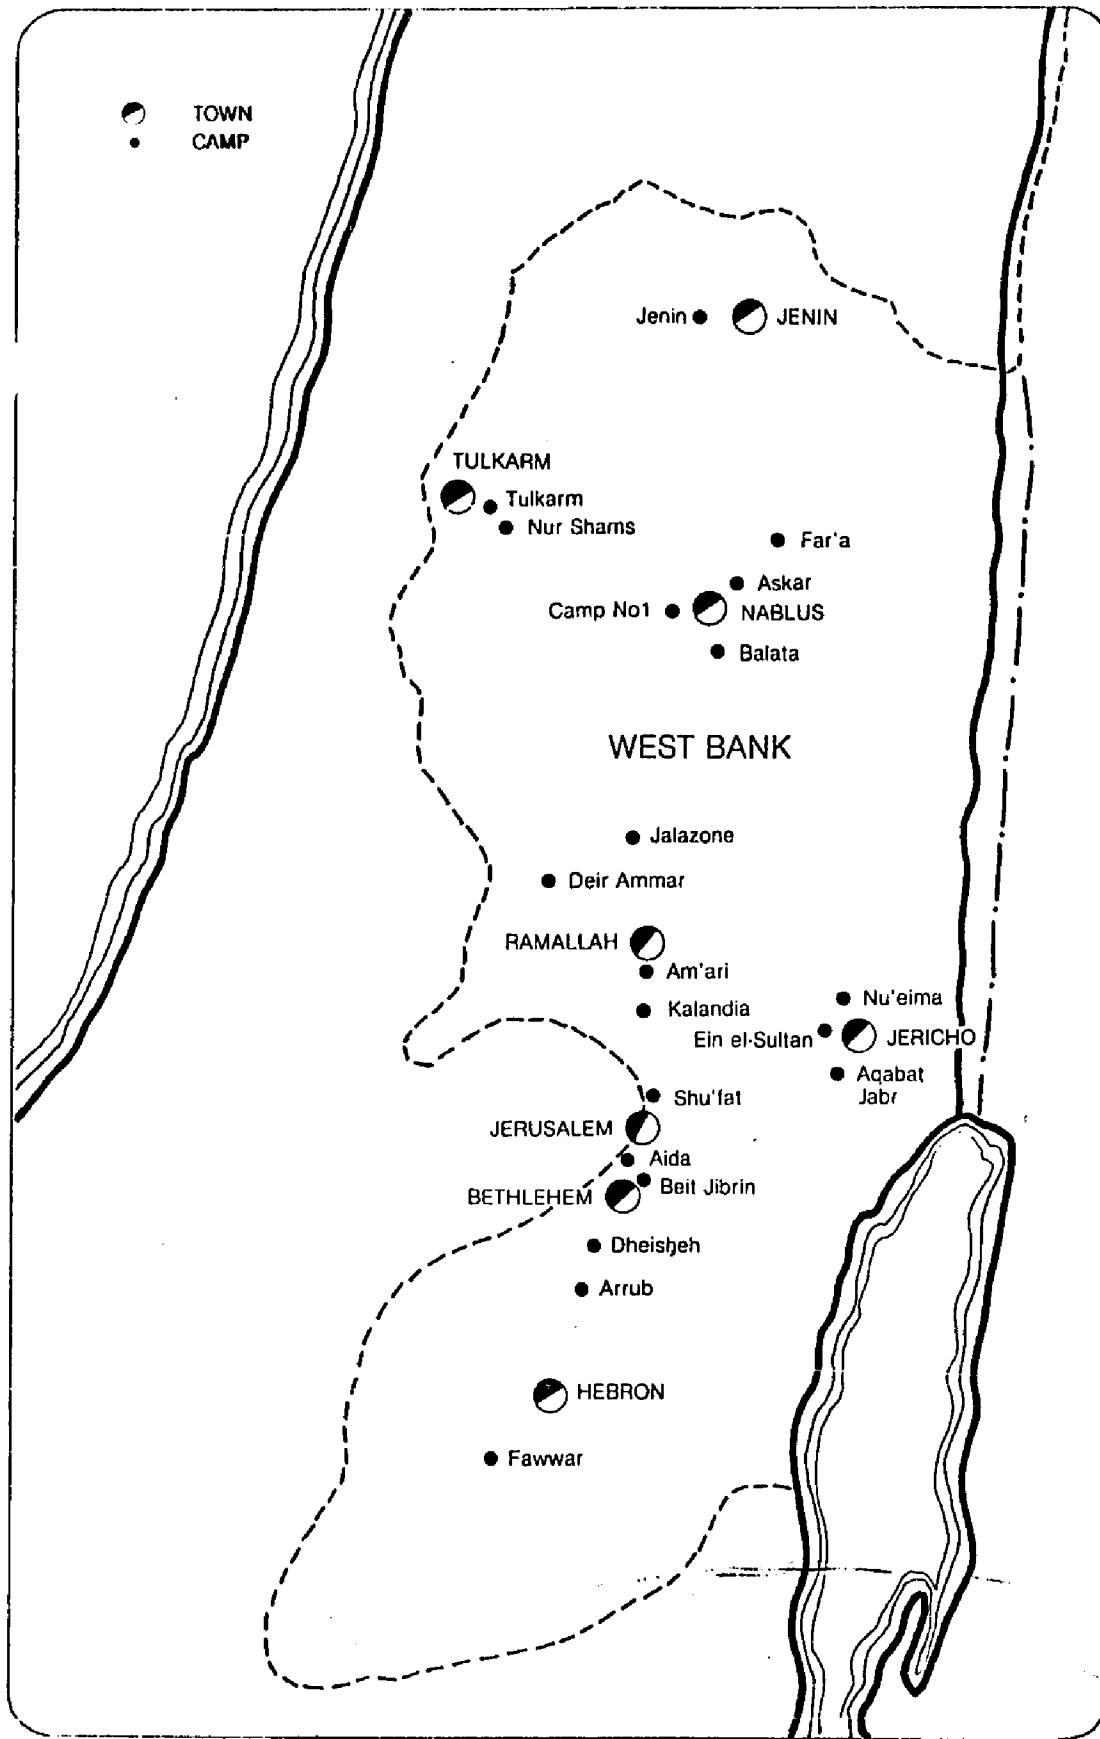 TOWN
CAMP
Jenin
JENIN
TULKARM
Tulkarm
Nur Shams
Far'a
Askar
Camp No1
NABLUS
Balata
WEST BANK
Jalazone
Deir Ammar
RAMALLAH
Am'ari
Kalandia
Nu'eima
Ein el-Sultan
JERICHO
Aqabat
Jabr
Shu'fat
JERUSALEM
Aida
Beit Jibrin
BETHLEHEM
Dheisheh
Arrub
HEBRON
Fawwar